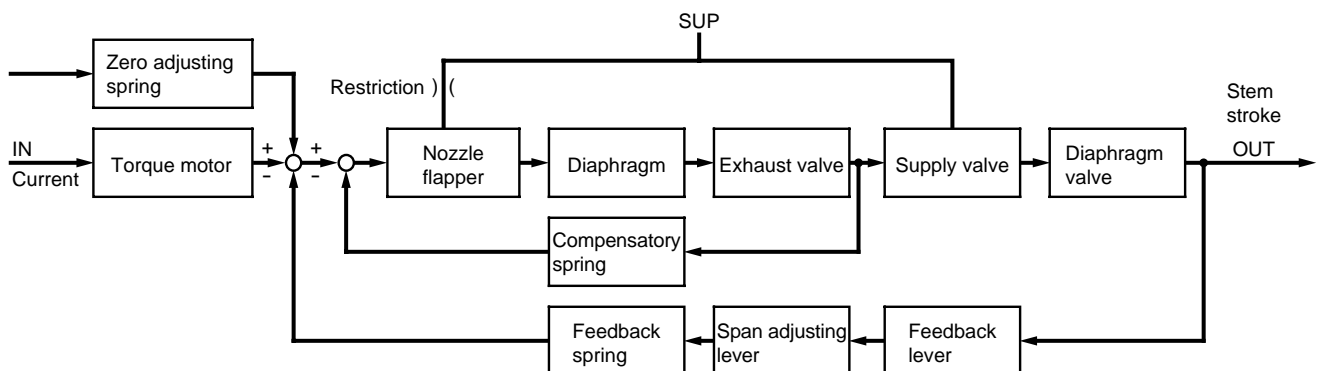 SUP
Zero adjusting
spring
Restriction ) (
Stem
stroke
IN
Current
Torque motor
+
-
+
-
Nozzle
flapper
Diaphragm
Exhaust valve
Supply valve
Diaphragm
valve
OUT
Compensatory
spring
Feedback
spring
Span adjusting
lever
Feedback
lever